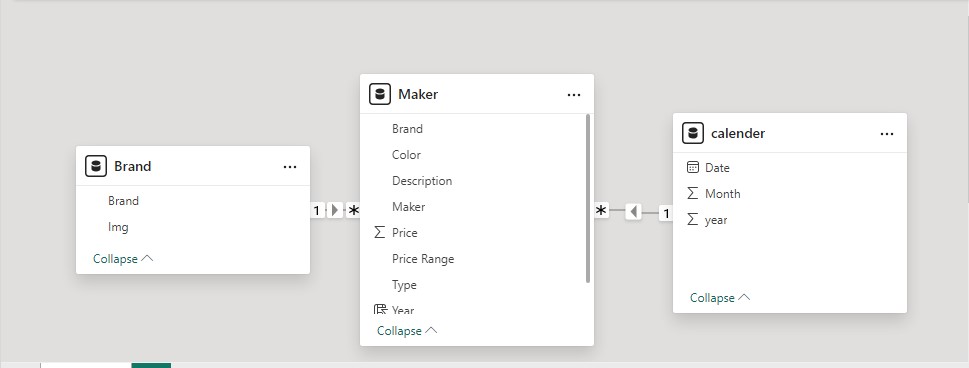 Brand
Brand
Img
Collapse
1
*
Maker
Brand
Color
Description
Maker
Σ Price
Price Range
Type
Year
Collapse
*
1
calender
Date
Σ Month
Σ year
Collapse